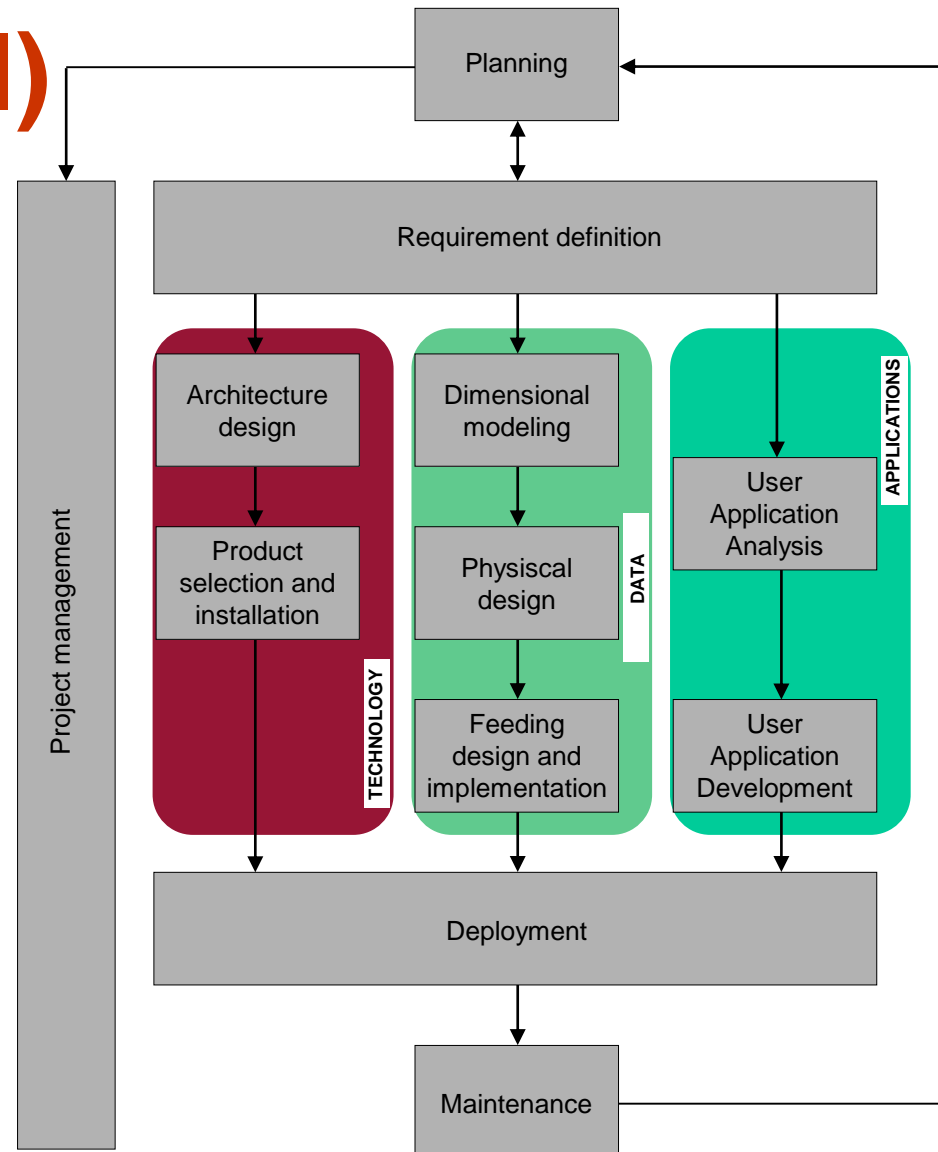 )
Planning
Requirement definition
Architecture
design
Dimensional
modeling
APPLICATIONS
User
Application
Analysis
Product
selection and
installation
Physiscal
design
DATA
Project management
TECHNOLOGY
Feeding
design and
implementation
User
Application
Development
Deployment
Maintenance